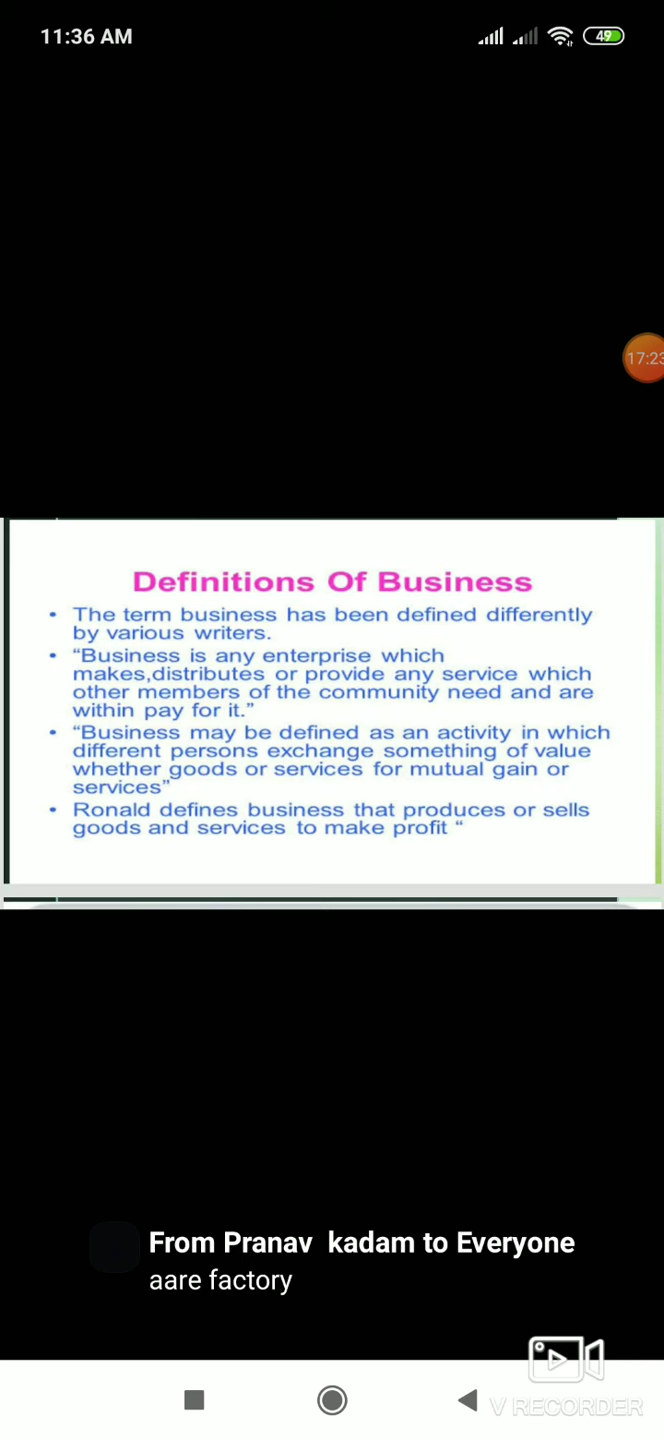 11:36 AM
49
17:23
Definitions Of Business
• The term business has been defined differently
by various writers.
• “Business is any enterprise which
makes,distributes or provide any service which
other members of the community need and are
within pay for it.”
• “Business may be defined as an activity in which
different persons exchange something of value
whether goods or services for mutual gain or
services”
• Ronald defines business that produces or sells
goods and services to make profit “
From Pranav kadam to Everyone
aare factory
V RECORDER